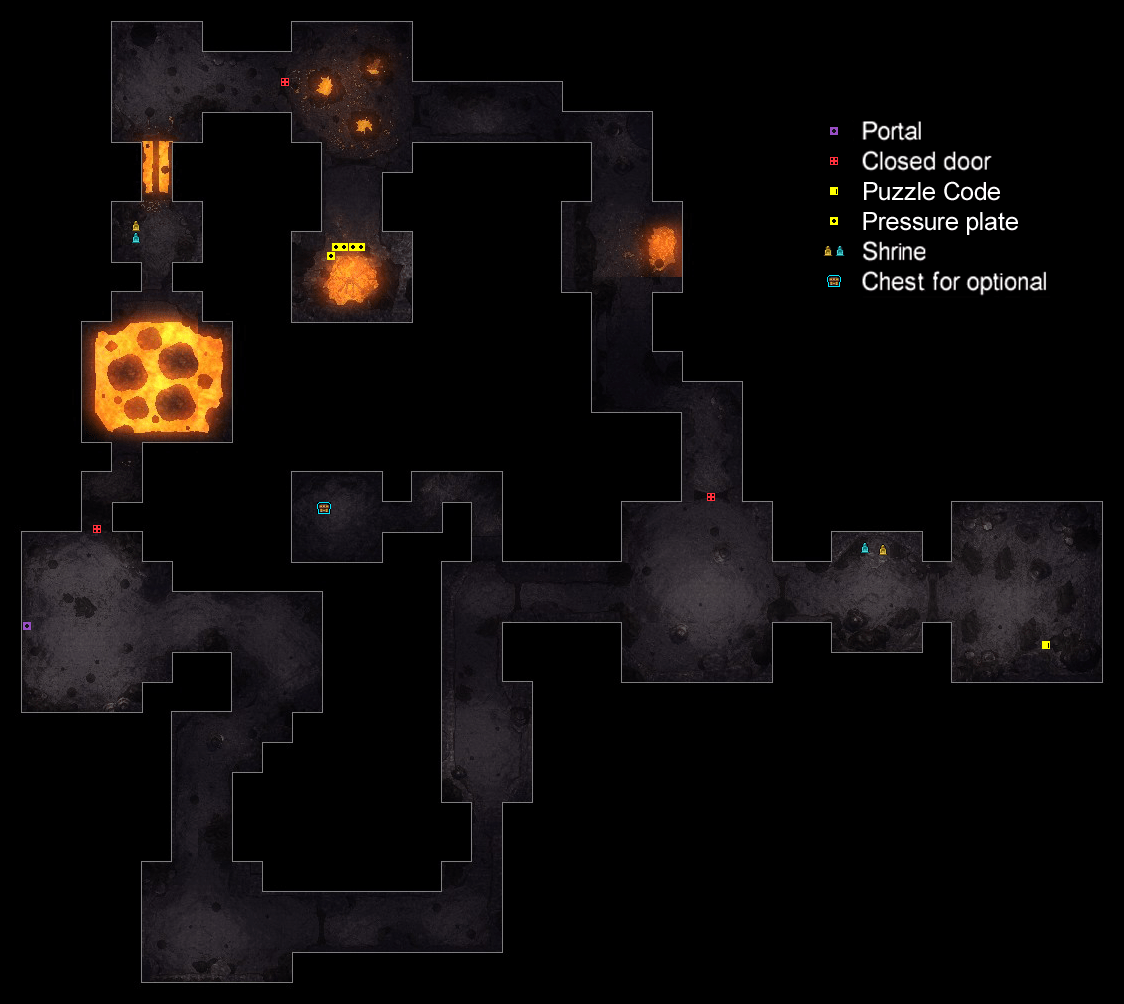 Portal
Closed door
Puzzle Code
Pressure plate
Shrine
Chest for optional